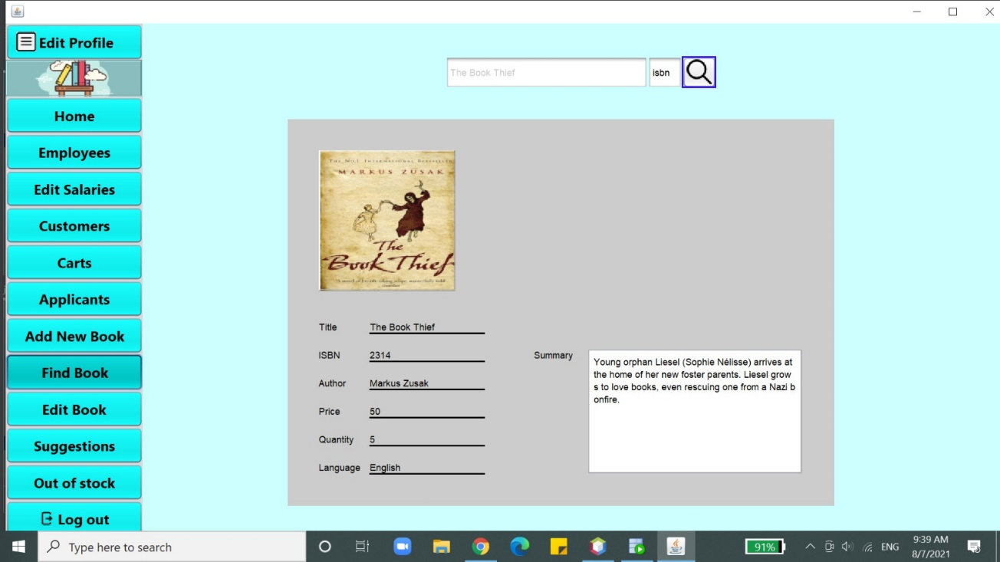 Edit Profile
The Book Thief
isbn
Home
Employees
Edit Salaries
Customers
Carts
Applicants
Add New Book
Find Book
Edit Book
Suggestions
Out of stock
Log out
MARKUS ZUSAK
The
Book Thief
Title The Book Thief
ISBN 2314
Author Markus Zusak
Price 50
Quantity 5
Language English
Summary
Young orphan Liesel (Sophie Nélisse) arrives at
the home of her new foster parents. Liesel grow
s to love books, even rescuing one from a Nazi b
onfire.
Type here to search
91%
ENG
9:39 AM
8/7/2021